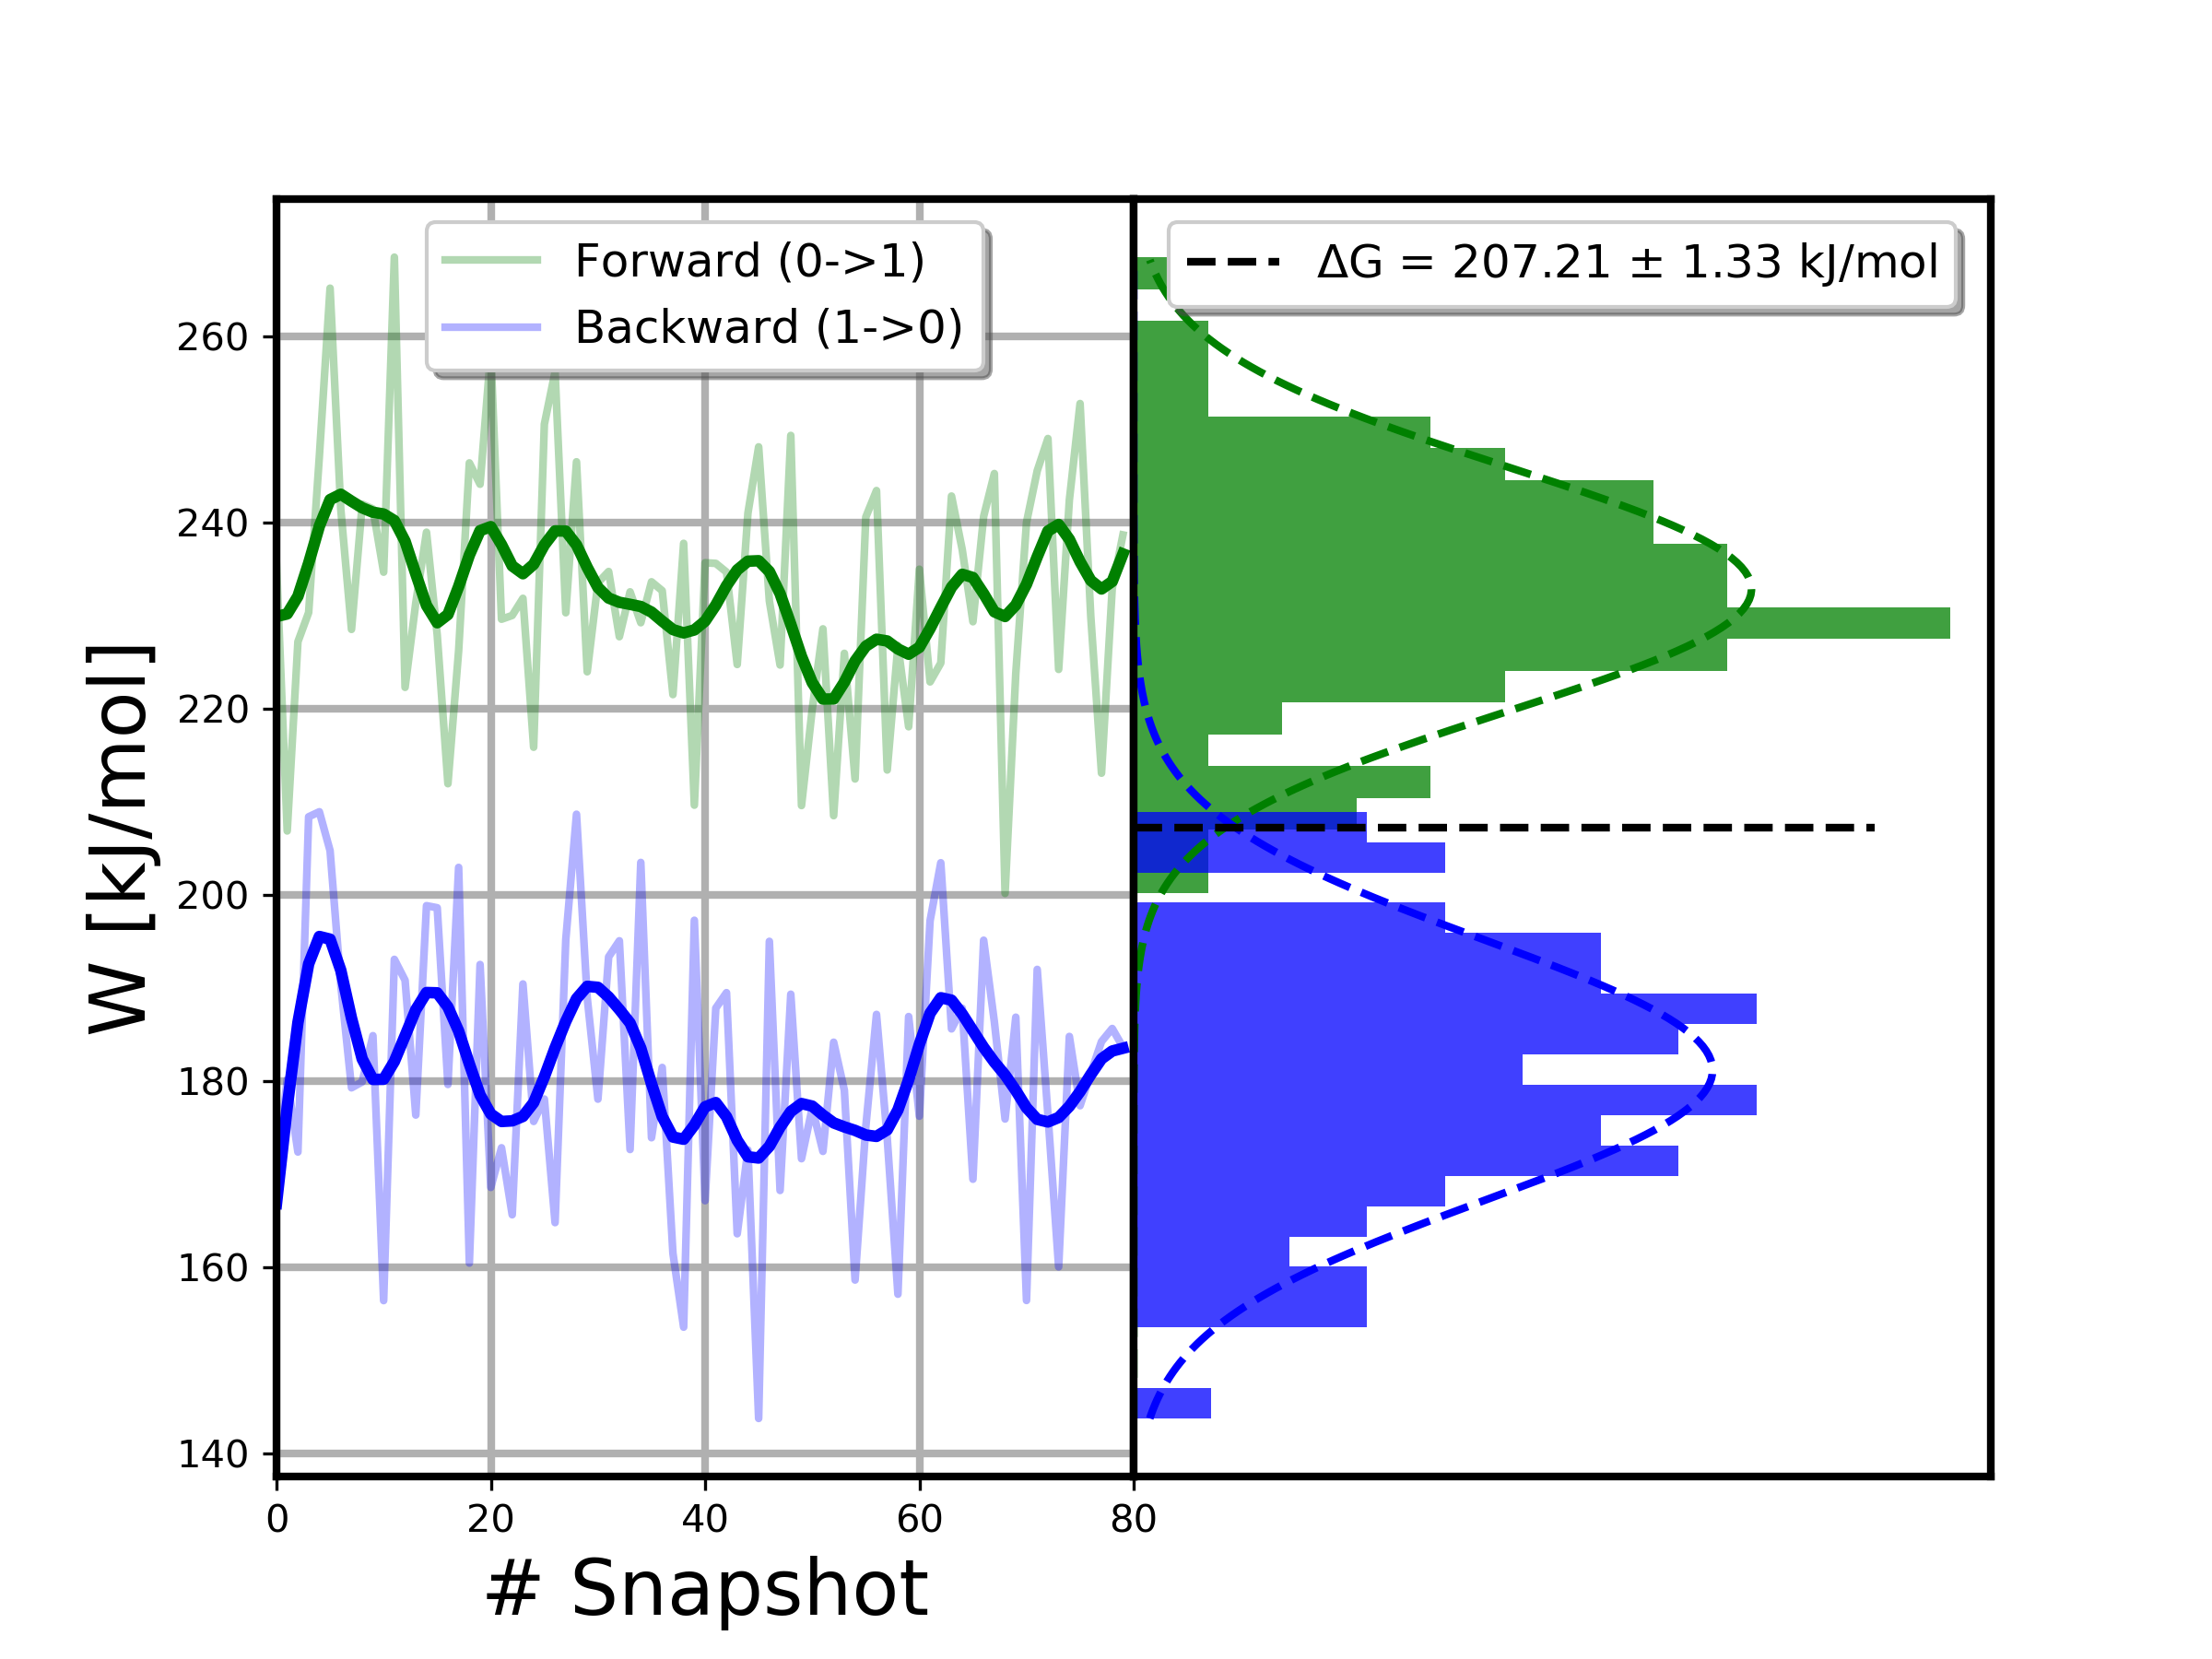 Forward (0->1)
Backward (1->0)
ΔG = 207.21 ± 1.33 kJ/mol
W [kJ/mol]
260
240
220
200
180
160
140
0 20 40 60 80
# Snapshot